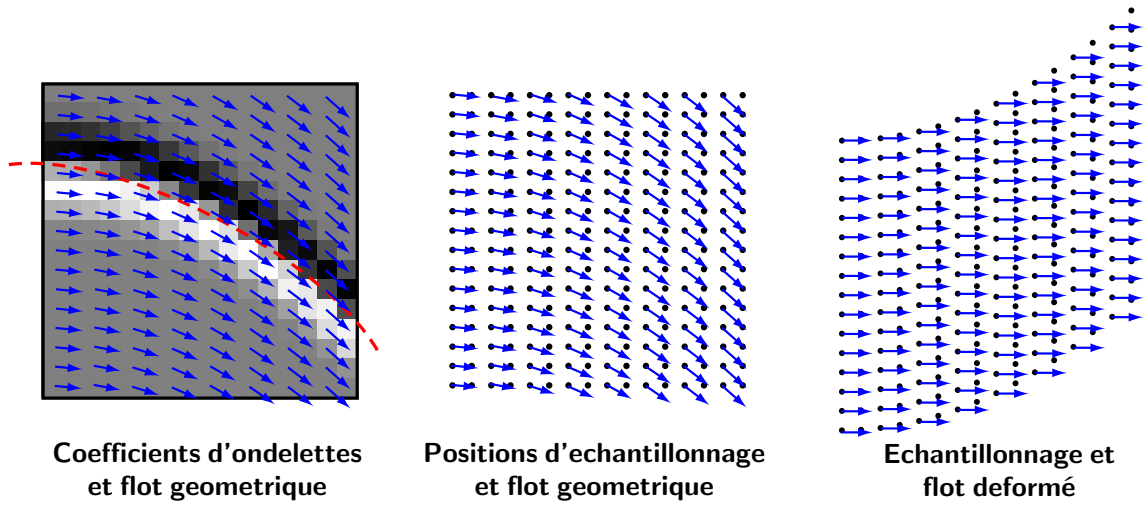 Coefficients d'ondelettes
et flot geometrique
Positions d'echantillonnage
et flot geometrique
Echantillonnage et
flot deformé